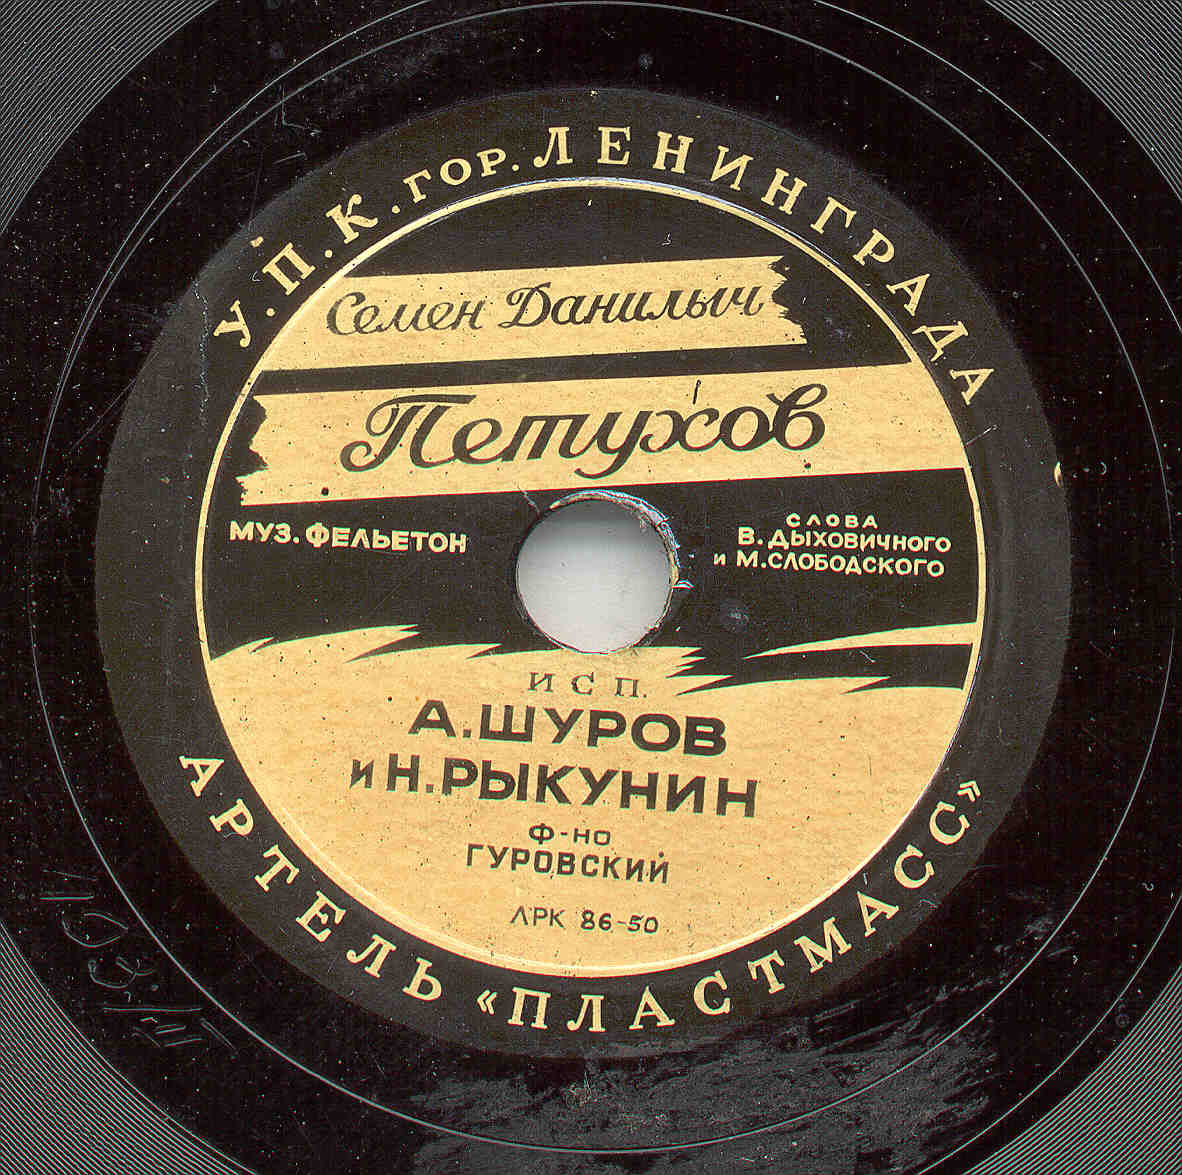 У.П.К. ГОР. ЛЕНИНГРАДА
Семен Данилыч
Петухов
МУЗ. ФЕЛЬЕТОН
СЛОВА
В. ДЫХОВИЧНОГО
и М. СЛОБОДСКОГО
ИСП.
А. ШУРОВ
и Н. РЫКУНИН
Ф-НО
ГУРОВСКИЙ
ЛРК 86-50
АРТЕЛЬ «ПЛАСТМАСС»